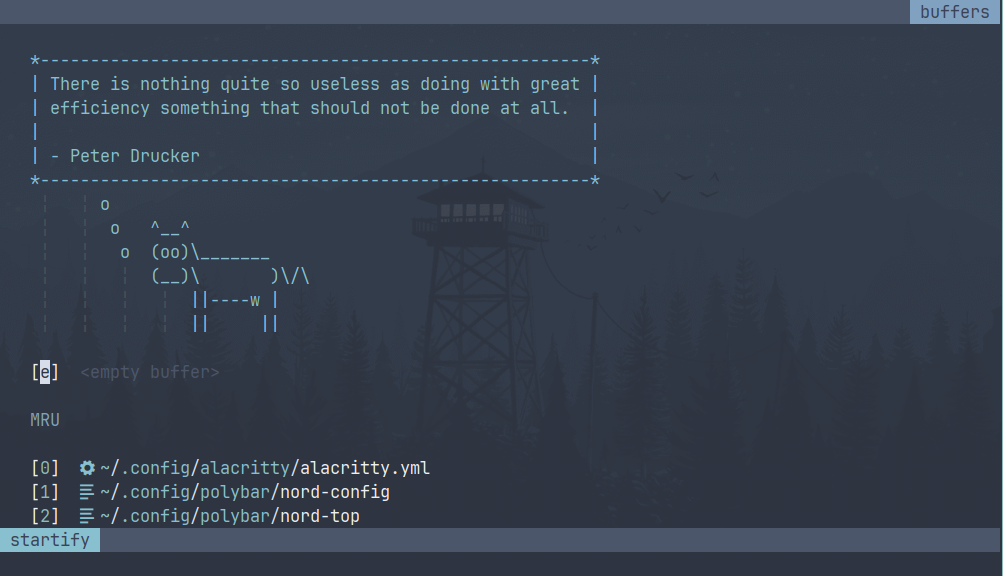 buffers
*-------------------------------------------------------*
| There is nothing quite so useless as doing with great |
| efficiency something that should not be done at all.  |
|                                                       |
| - Peter Drucker                                       |
*-------------------------------------------------------*
       o
        o   ^__^
         o  (oo)\_______
            (__)\       )\/\
                ||----w |
                ||     ||
[e]  <empty buffer>
MRU
[0]  ~/.config/alacritty/alacritty.yml
[1]  ~/.config/polybar/nord-config
[2]  ~/.config/polybar/nord-top
startify